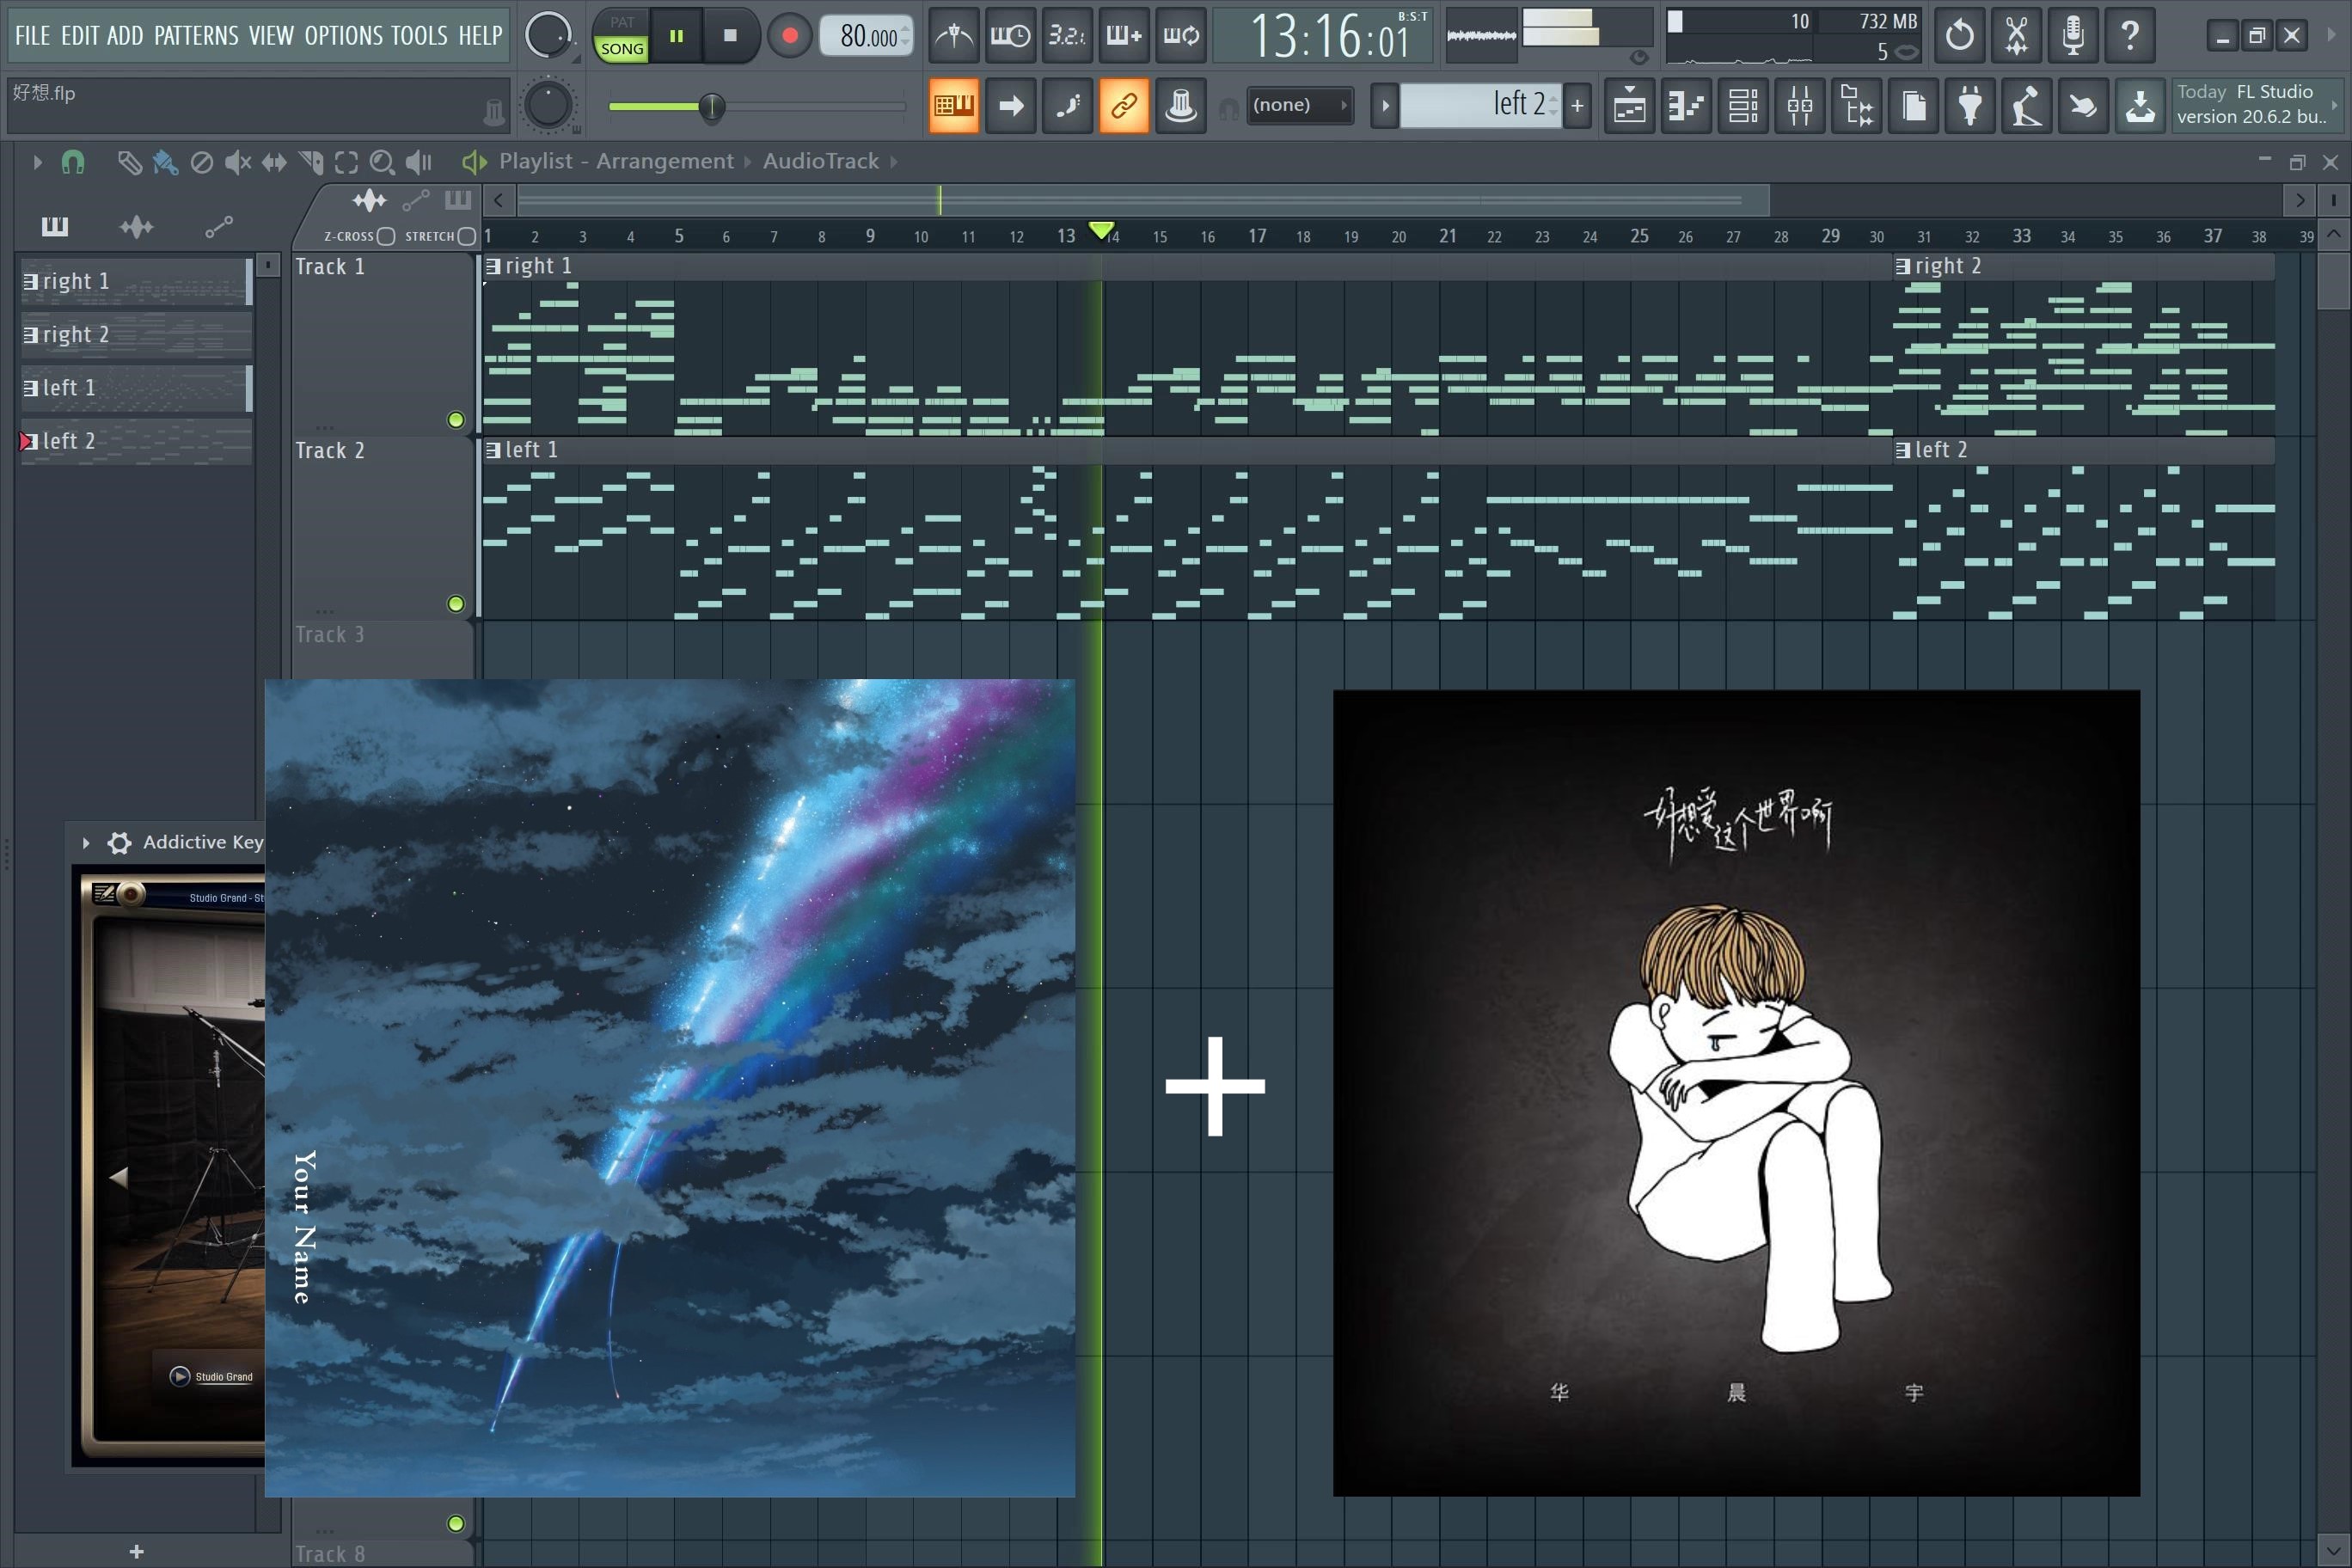 FILE EDIT ADD PATTERNS VIEW OPTIONS TOOLS HELP
PAT
SONG
80.000
3.2.
13:16:01
B:S:T
10
732 MB
5
好想.flp
(none)
left 2
Today FL Studio
version 20.6.2 bu..
Playlist - Arrangement
AudioTrack
Z-CROSS
STRETCH
1 2 3 4 5 6 7 8 9 10 11 12 13 14 15 16 17 18 19 20 21 22 23 24 25 26 27 28 29 30 31 32 33 34 35 36 37 38 39
right 1
right 2
left 1
left 2
Track 1
right 1
right 2
Track 2
left 1
left 2
Track 3
Addictive Key
Studio Grand - St
Studio Grand
Your Name
好想爱这个世界啊
华 晨 宇
Track 8